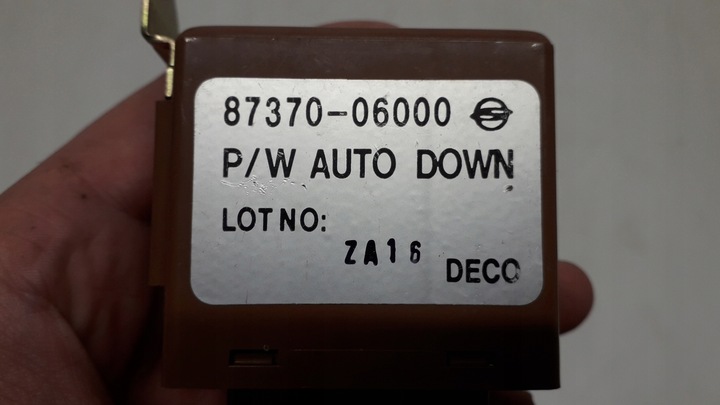 87370-06000
P/W AUTO DOWN
LOT NO:
ZA16
DECO